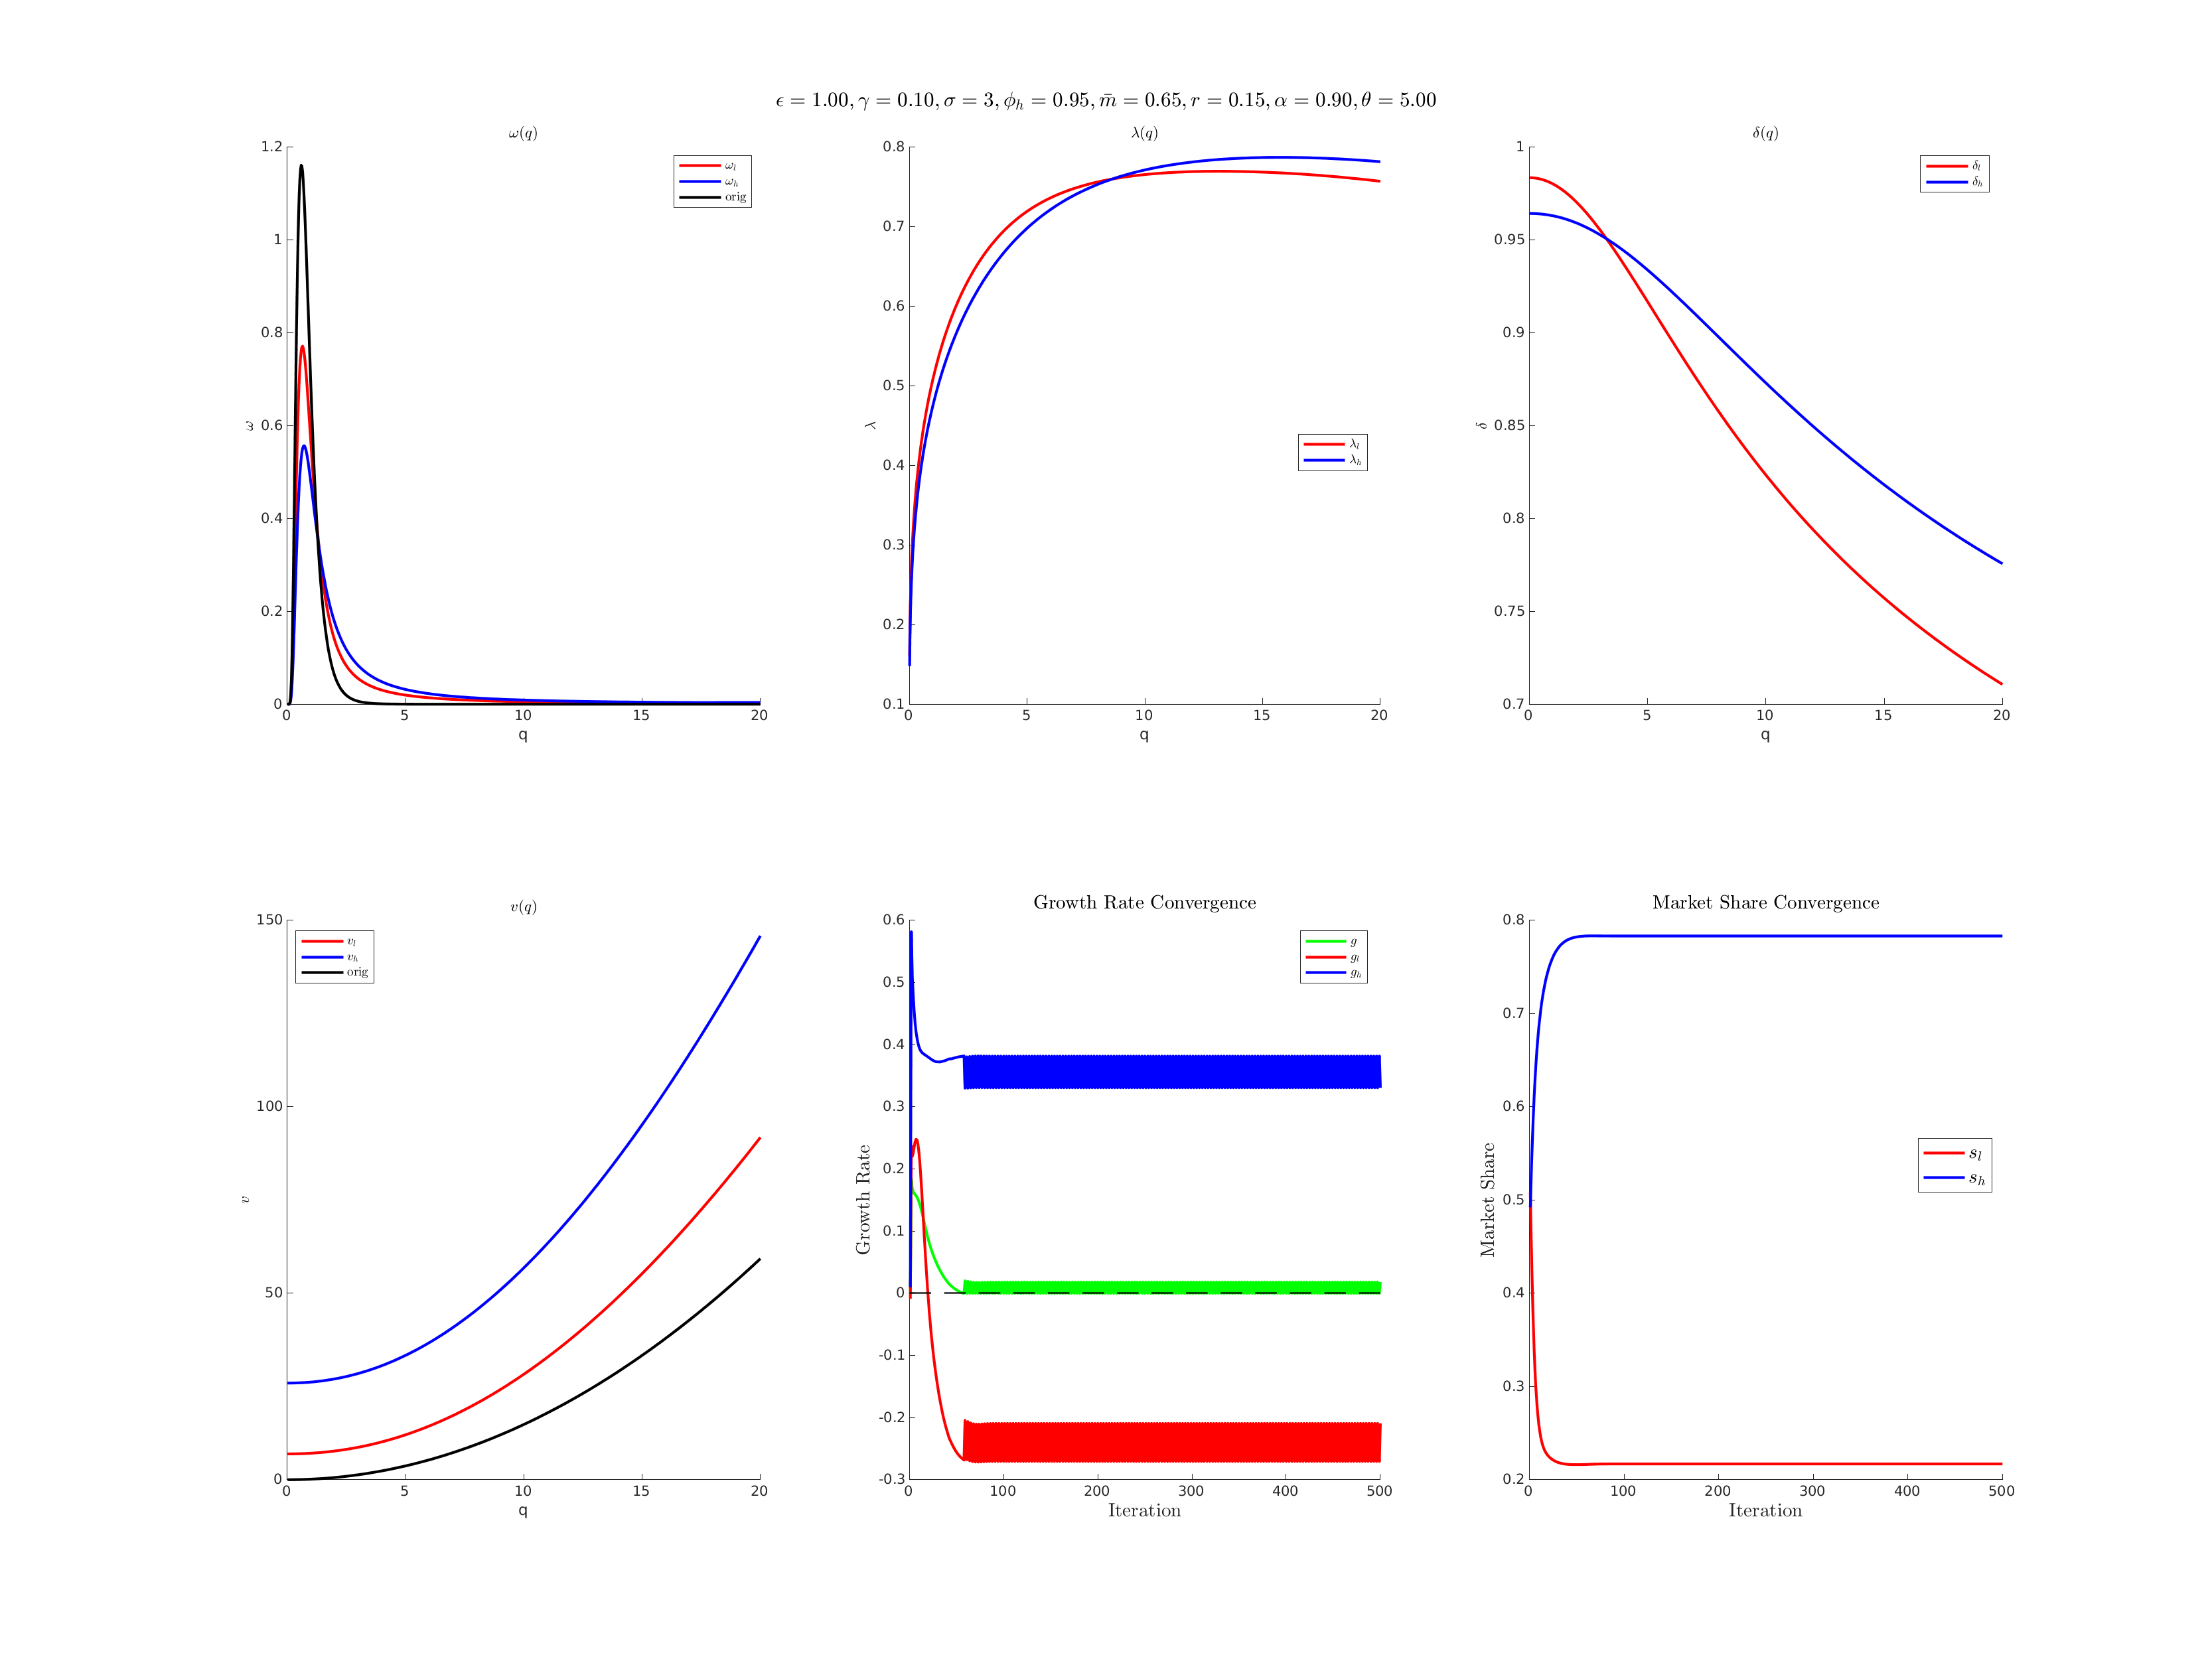 ϵ = 1.00, γ = 0.10, σ = 3, ϕ_h = 0.95, m̄ = 0.65, r = 0.15, α = 0.90, θ = 5.00
ω(q)
1.2
1
0.8
0.6
0.4
0.2
0
ω
0 5 10 15 20
q
ω_l
ω_h
orig
λ(q)
0.8
0.7
0.6
0.5
0.4
0.3
0.2
0.1
λ
0 5 10 15 20
q
λ_l
λ_h
δ(q)
1
0.95
0.9
0.85
0.8
0.75
0.7
δ
0 5 10 15 20
q
δ_l
δ_h
v(q)
150
100
50
0
v
0 5 10 15 20
q
v_l
v_h
orig
Growth Rate Convergence
0.6
0.5
0.4
0.3
0.2
0.1
0
-0.1
-0.2
-0.3
Growth Rate
0 100 200 300 400 500
Iteration
g
g_l
g_h
Market Share Convergence
0.8
0.7
0.6
0.5
0.4
0.3
0.2
Market Share
0 100 200 300 400 500
Iteration
s_l
s_h